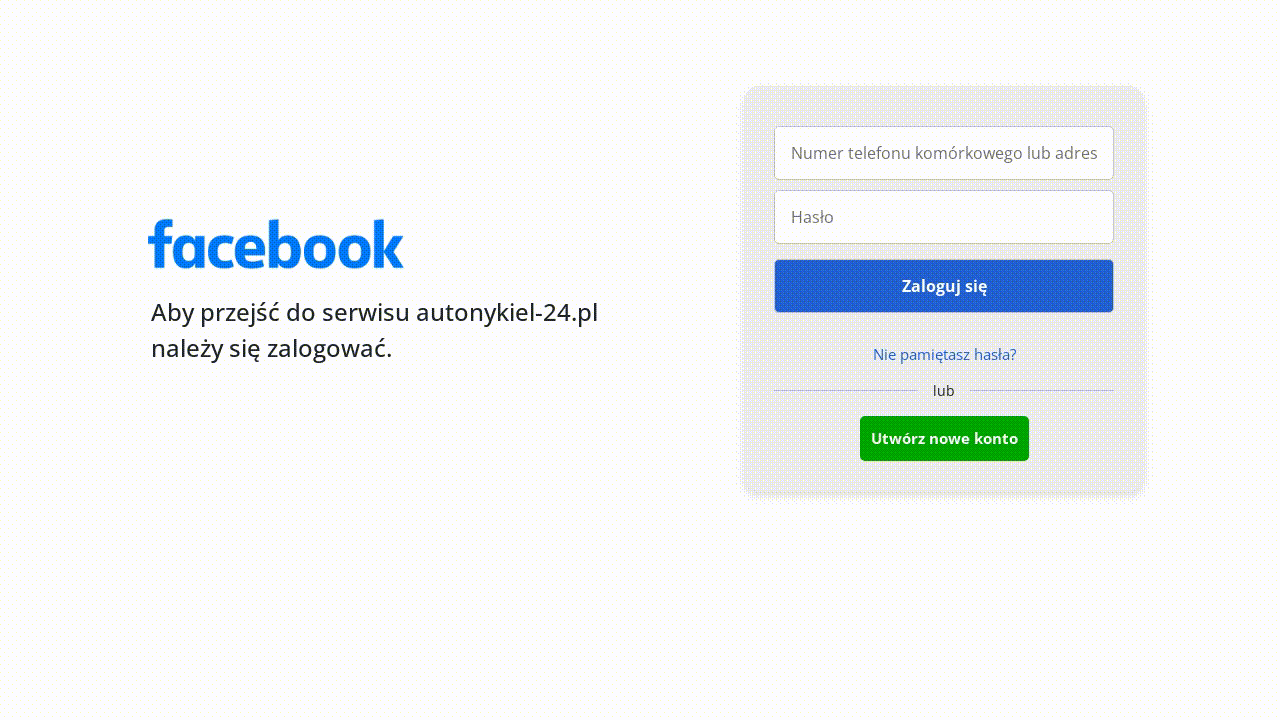 facebook
Aby przejść do serwisu autonykiel-24.pl
należy się zalogować.
Numer telefonu komórkowego lub adres
Hasło
Zaloguj się
Nie pamiętasz hasła?
lub
Utwórz nowe konto